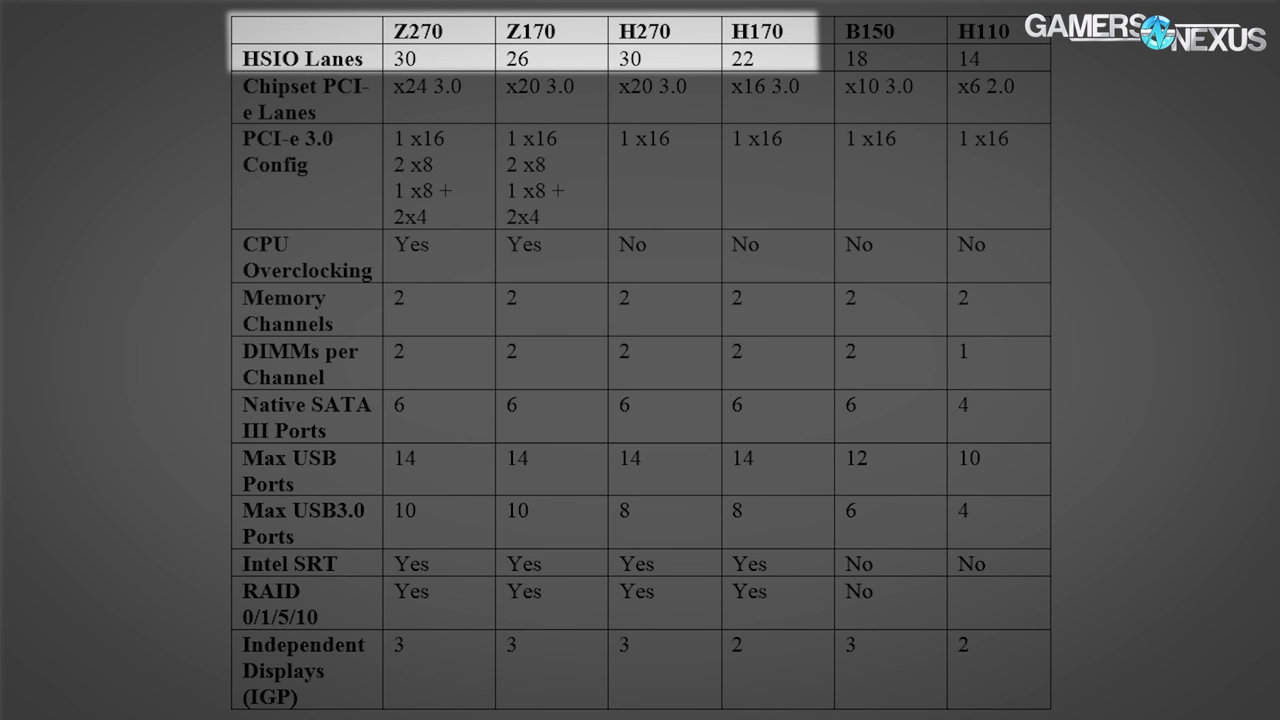 GAMERS NEXUS
Z270 Z170 H270 H170 B150 H110
HSIO Lanes 30 26 30 22 18 14
Chipset PCI- x24 3.0 x20 3.0 x20 3.0 x16 3.0 x10 3.0 x6 2.0
e Lanes
PCI-e 3.0 1 x16 1 x16 1 x16 1 x16 1 x16 1 x16
Config 2 x8 2 x8
1 x8 + 1 x8 +
2x4 2x4
CPU Yes Yes No No No No
Overclocking
Memory 2 2 2 2 2 2
Channels
DIMMs per 2 2 2 2 2 1
Channel
Native SATA 6 6 6 6 6 4
III Ports
Max USB 14 14 14 14 12 10
Ports
Max USB3.0 10 10 8 8 6 4
Ports
Intel SRT Yes Yes Yes Yes No No
RAID Yes Yes Yes Yes No
0/1/5/10
Independent 3 3 3 2 3 2
Displays
(IGP)